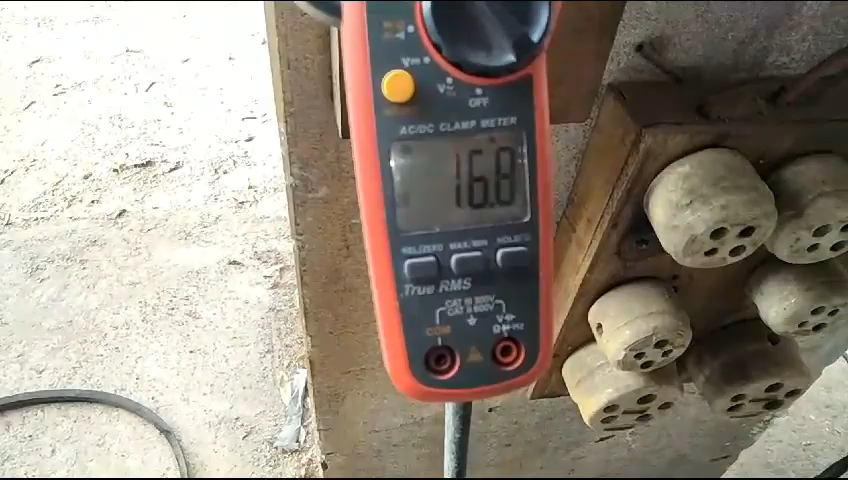 Vm
V~
OFF
AC/DC CLAMP METER
16.8
REL/ZERO MAX/MIN HOLD/B
True RMS
CAT III 300V
CAT II 600V
COM